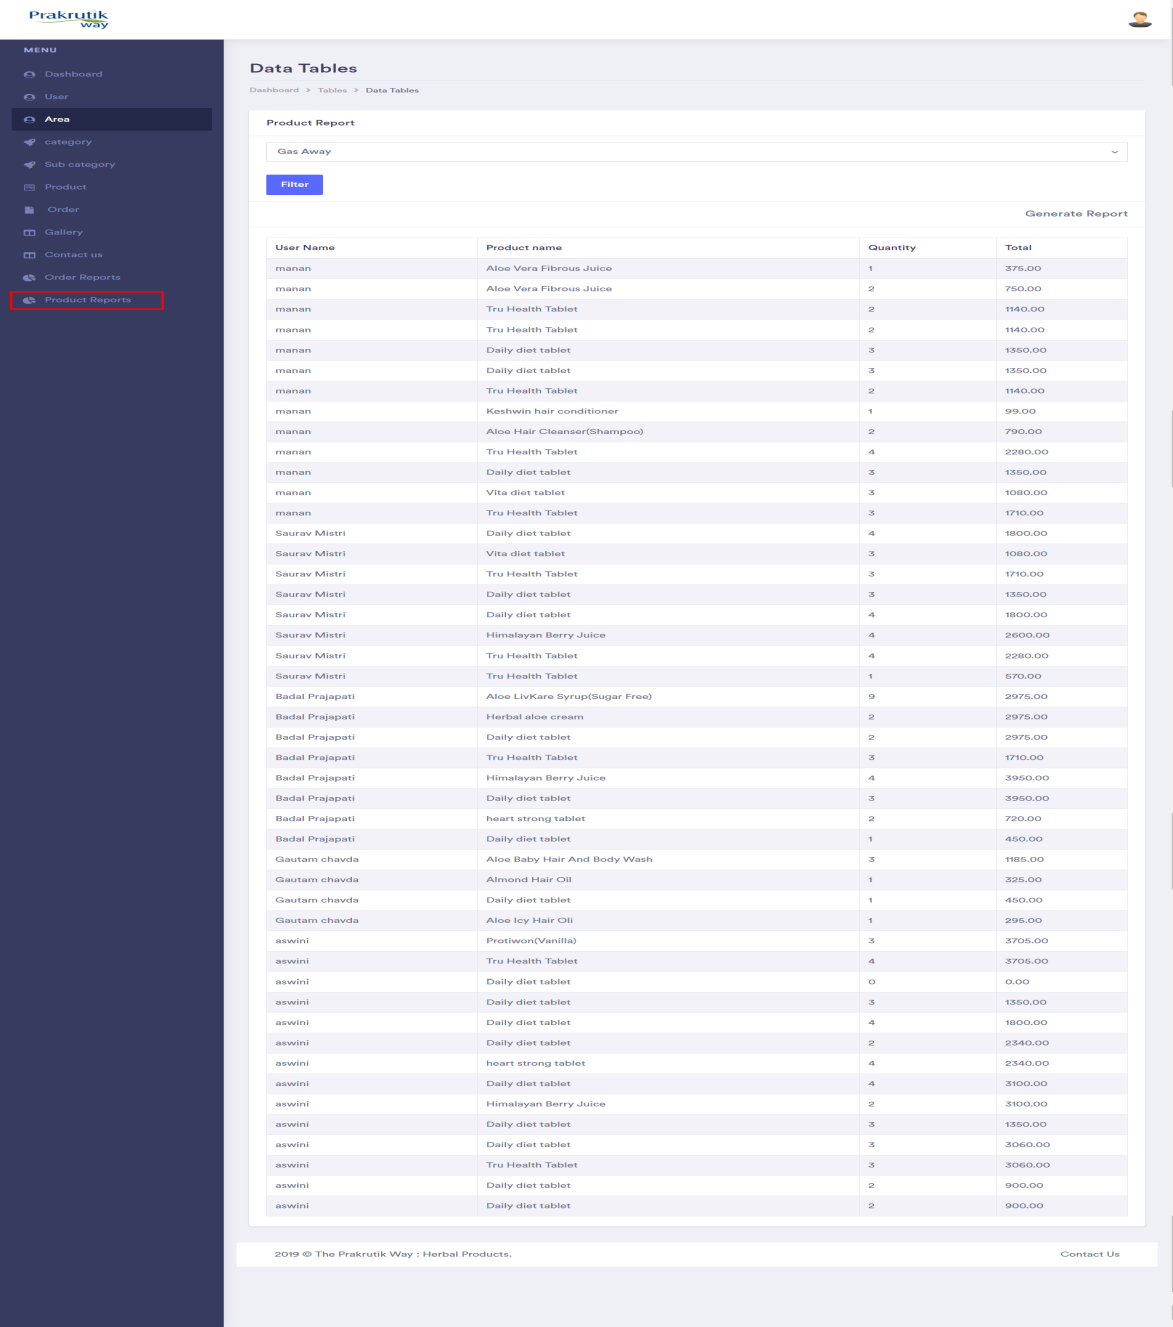 Prakrutik
way
MENU
Dashboard
User
Area
category
Sub category
Product
Order
Gallery
Contact us
Order Reports
Product Reports
Data Tables
Dashboard > Tables > Data Tables
Product Report
Gas Away
Filter
Generate Report
User Name Product name Quantity Total
manan Aloe Vera Fibrous Juice 1 375.00
manan Aloe Vera Fibrous Juice 2 750.00
manan Tru Health Tablet 2 1140.00
manan Tru Health Tablet 2 1140.00
manan Daily diet tablet 3 1350.00
manan Daily diet tablet 3 1350.00
manan Tru Health Tablet 2 1140.00
manan Keshwin hair conditioner 1 99.00
manan Aloe Hair Cleanser(Shampoo) 2 790.00
manan Tru Health Tablet 4 2280.00
manan Daily diet tablet 3 1350.00
manan Vita diet tablet 3 1080.00
manan Tru Health Tablet 3 1710.00
Saurav Mistri Daily diet tablet 4 1800.00
Saurav Mistri Vita diet tablet 3 1080.00
Saurav Mistri Tru Health Tablet 3 1710.00
Saurav Mistri Daily diet tablet 3 1350.00
Saurav Mistri Daily diet tablet 4 1800.00
Saurav Mistri Himalayan Berry Juice 4 2600.00
Saurav Mistri Tru Health Tablet 4 2280.00
Saurav Mistri Tru Health Tablet 1 570.00
Badal Prajapati Aloe LivKare Syrup(Sugar Free) 9 2975.00
Badal Prajapati Herbal aloe cream 2 2975.00
Badal Prajapati Daily diet tablet 2 2975.00
Badal Prajapati Tru Health Tablet 3 1710.00
Badal Prajapati Himalayan Berry Juice 4 3950.00
Badal Prajapati Daily diet tablet 3 3950.00
Badal Prajapati heart strong tablet 2 720.00
Badal Prajapati Daily diet tablet 1 450.00
Gautam chavda Aloe Baby Hair And Body Wash 3 1185.00
Gautam chavda Almond Hair Oil 1 325.00
Gautam chavda Daily diet tablet 1 450.00
Gautam chavda Aloe Icy Hair Oli 1 295.00
aswini Protiwon(Vanilla) 3 3705.00
aswini Tru Health Tablet 4 3705.00
aswini Daily diet tablet 0 0.00
aswini Daily diet tablet 3 1350.00
aswini Daily diet tablet 4 1800.00
aswini Daily diet tablet 2 2340.00
aswini heart strong tablet 4 2340.00
aswini Daily diet tablet 4 3100.00
aswini Himalayan Berry Juice 2 3100.00
aswini Daily diet tablet 3 1350.00
aswini Daily diet tablet 3 3060.00
aswini Tru Health Tablet 3 3060.00
aswini Daily diet tablet 2 900.00
aswini Daily diet tablet 2 900.00
2019 © The Prakrutik Way : Herbal Products. Contact Us